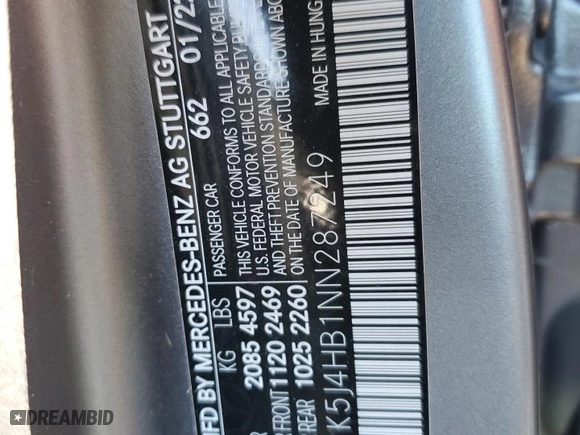 MFD BY MERCEDES-BENZ AG STUTTGART
662 01/22
KG LBS PASSENGER CAR
2085 4597 THIS VEHICLE CONFORMS TO ALL APPLICABLE
FRONT 1120 2469 U.S. FEDERAL MOTOR VEHICLE SAFETY
REAR 1025 2260 AND THEFT PREVENTION STANDARDS
ON THE DATE OF MANUFACTURE SHOWN ABO
MADE IN HUNG
K5J4HB1NN287249
DREAMBID